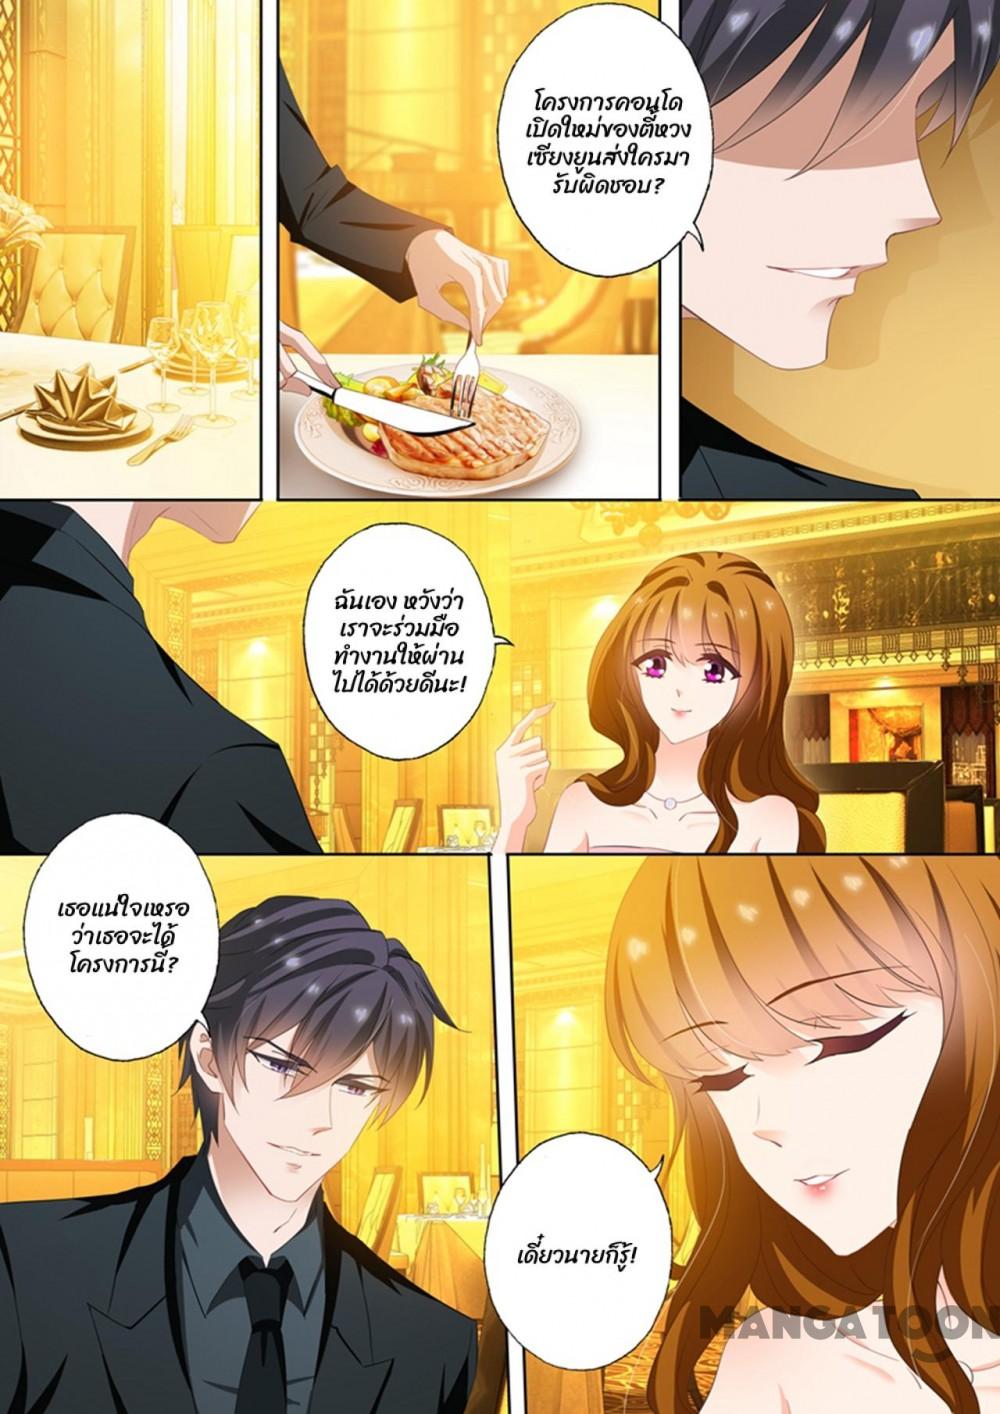 โครงการคอนโด
เปิดใหม่ของตี้หวง
เซียงยูนส่งใครมา
รับผิดชอบ?
ฉันเอง หวังว่า
เราจะร่วมมือ
ทำงานให้ผ่าน
ไปได้ด้วยดีนะ!
เธอแน่ใจเหรอ
ว่าเธอจะได้
โครงการนี้?
เดี๋ยวนายก็รู้!
MANGATOON